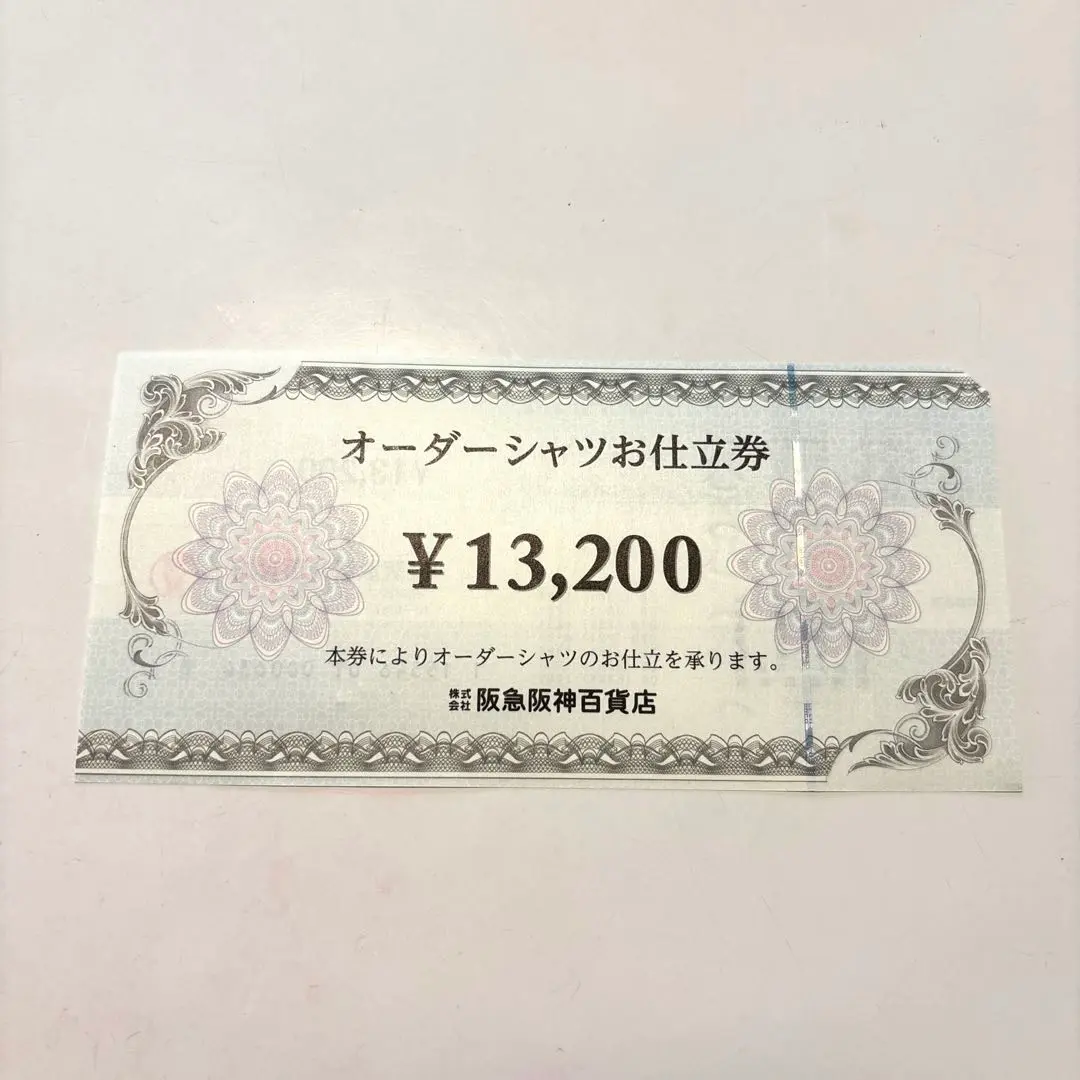 オーダーシャツお仕立券
¥13,200
本券によりオーダーシャツのお仕立を承ります。
株式会社 阪急阪神百貨店